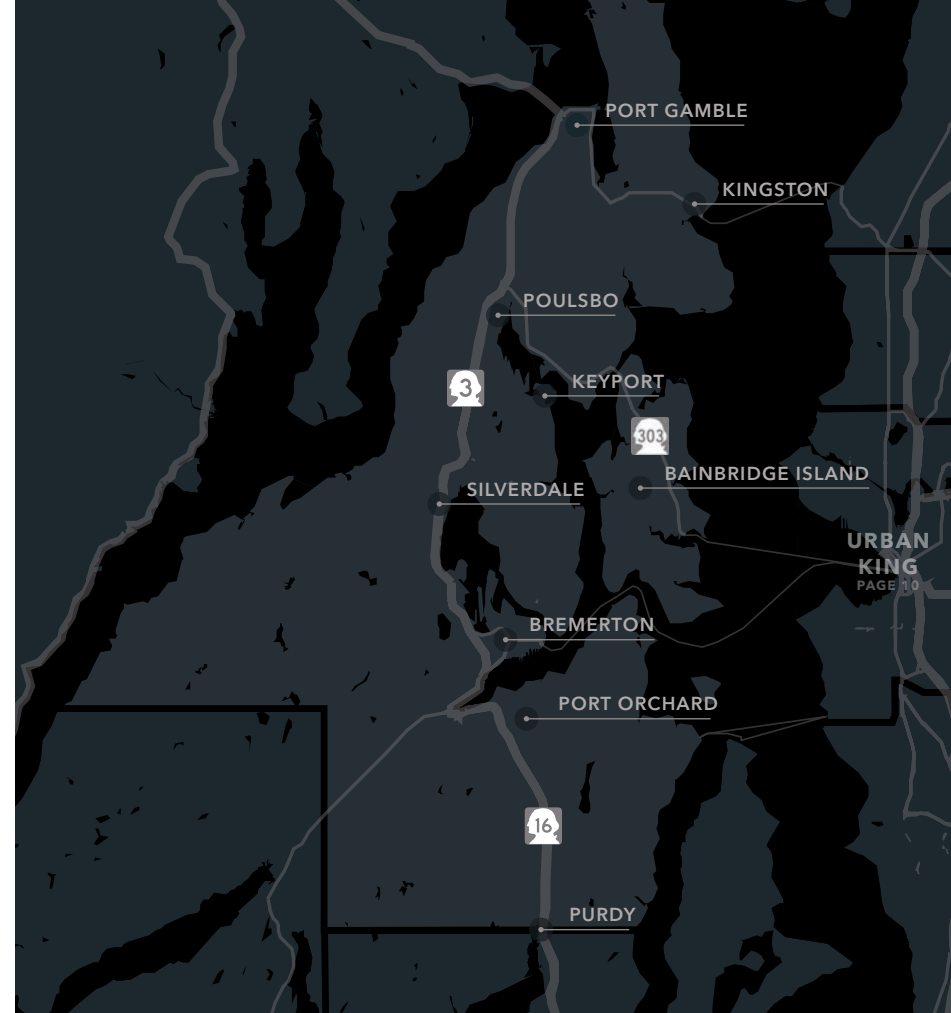 PORT GAMBLE
KINGSTON
POULSBO
3
KEYPORT
303
BAINBRIDGE ISLAND
SILVERDALE
URBAN
KING
PAGE 10
BREMERTON
PORT ORCHARD
16
PURDY